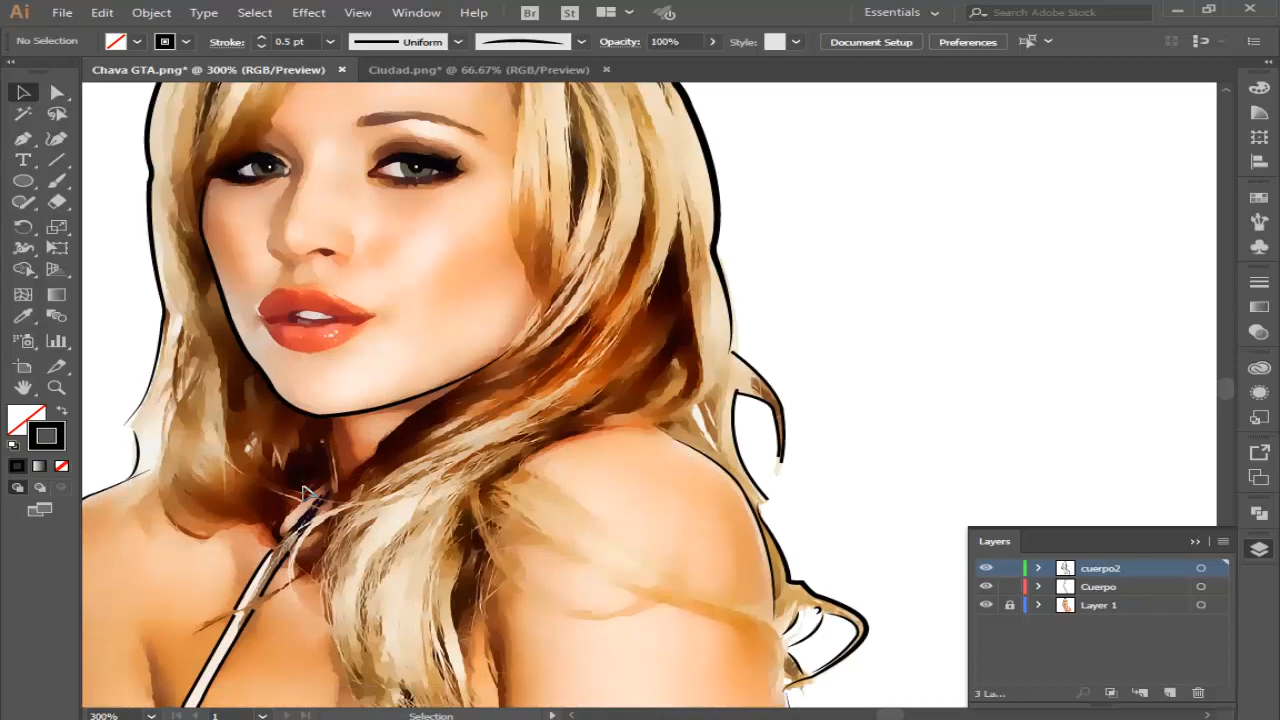 Ai File Edit Object Type Select Effect View Window Help Br St Essentials Search Adobe Stock
No Selection Stroke: 0.5 pt Uniform Opacity: 100% Style: Document Setup Preferences
Chava GTA.png* @ 300% (RGB/Preview) Ciudad.png* @ 66.67% (RGB/Preview)
Layers
cuerpo2
Cuerpo
Layer 1
3 La...
300% 1 Selection